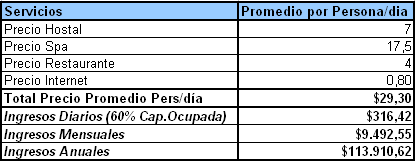 Servicios Promedio por Persona/dia
Precio Hostal 7
Precio Spa 17,5
Precio Restaurante 4
Precio Internet 0,80
Total Precio Promedio Pers/día $29,30
Ingresos Diarios (60% Cap.Ocupada) $316,42
Ingresos Mensuales $9.492,55
Ingresos Anuales $113.910,62